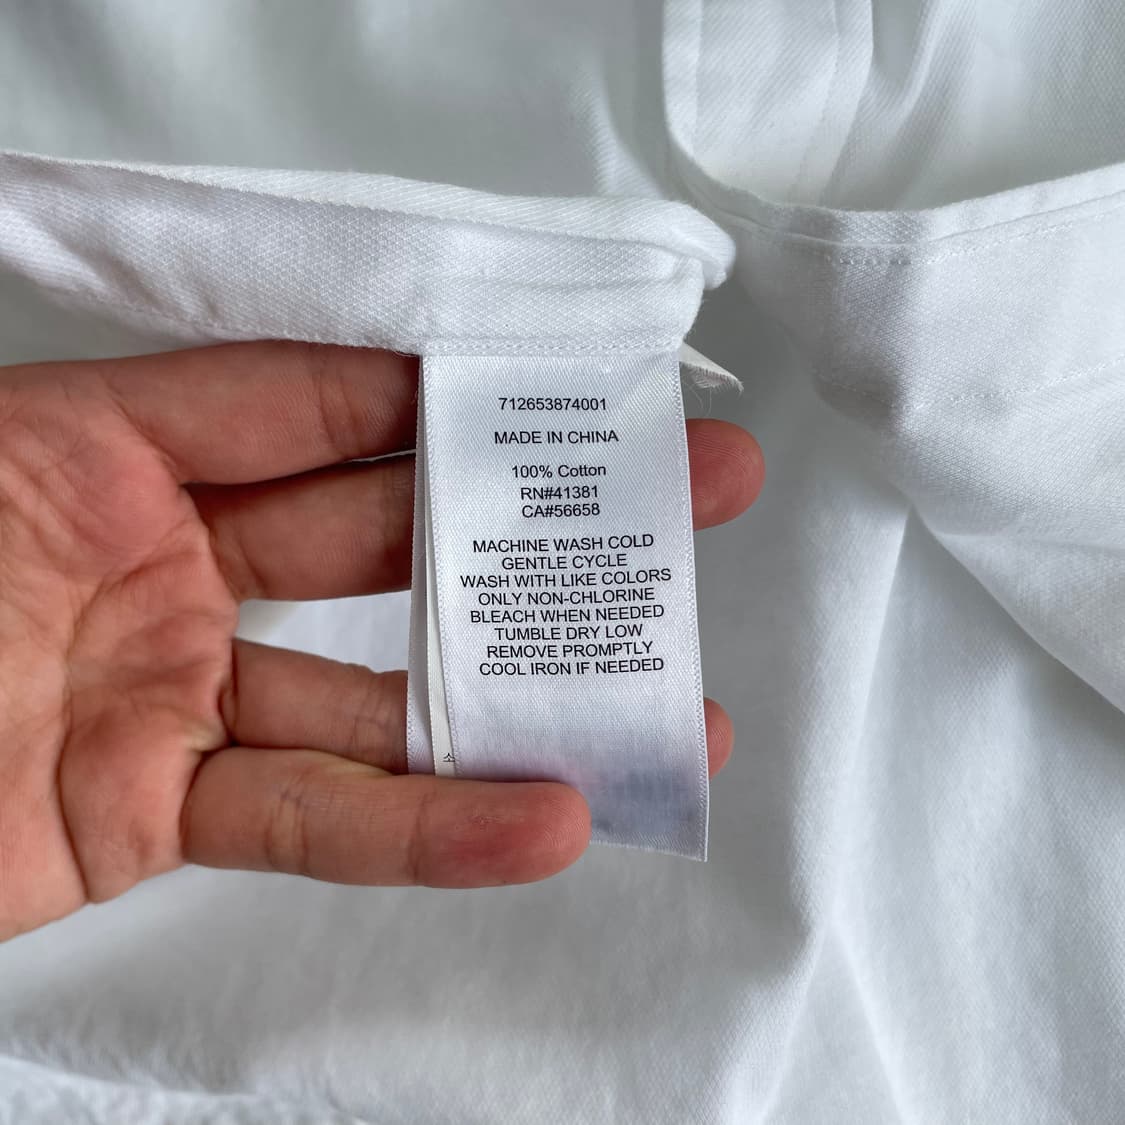 712653874001
MADE IN CHINA
100% Cotton
RN#41381
CA#56658
MACHINE WASH COLD
GENTLE CYCLE
WASH WITH LIKE COLORS
ONLY NON-CHLORINE
BLEACH WHEN NEEDED
TUMBLE DRY LOW
REMOVE PROMPTLY
COOL IRON IF NEEDED